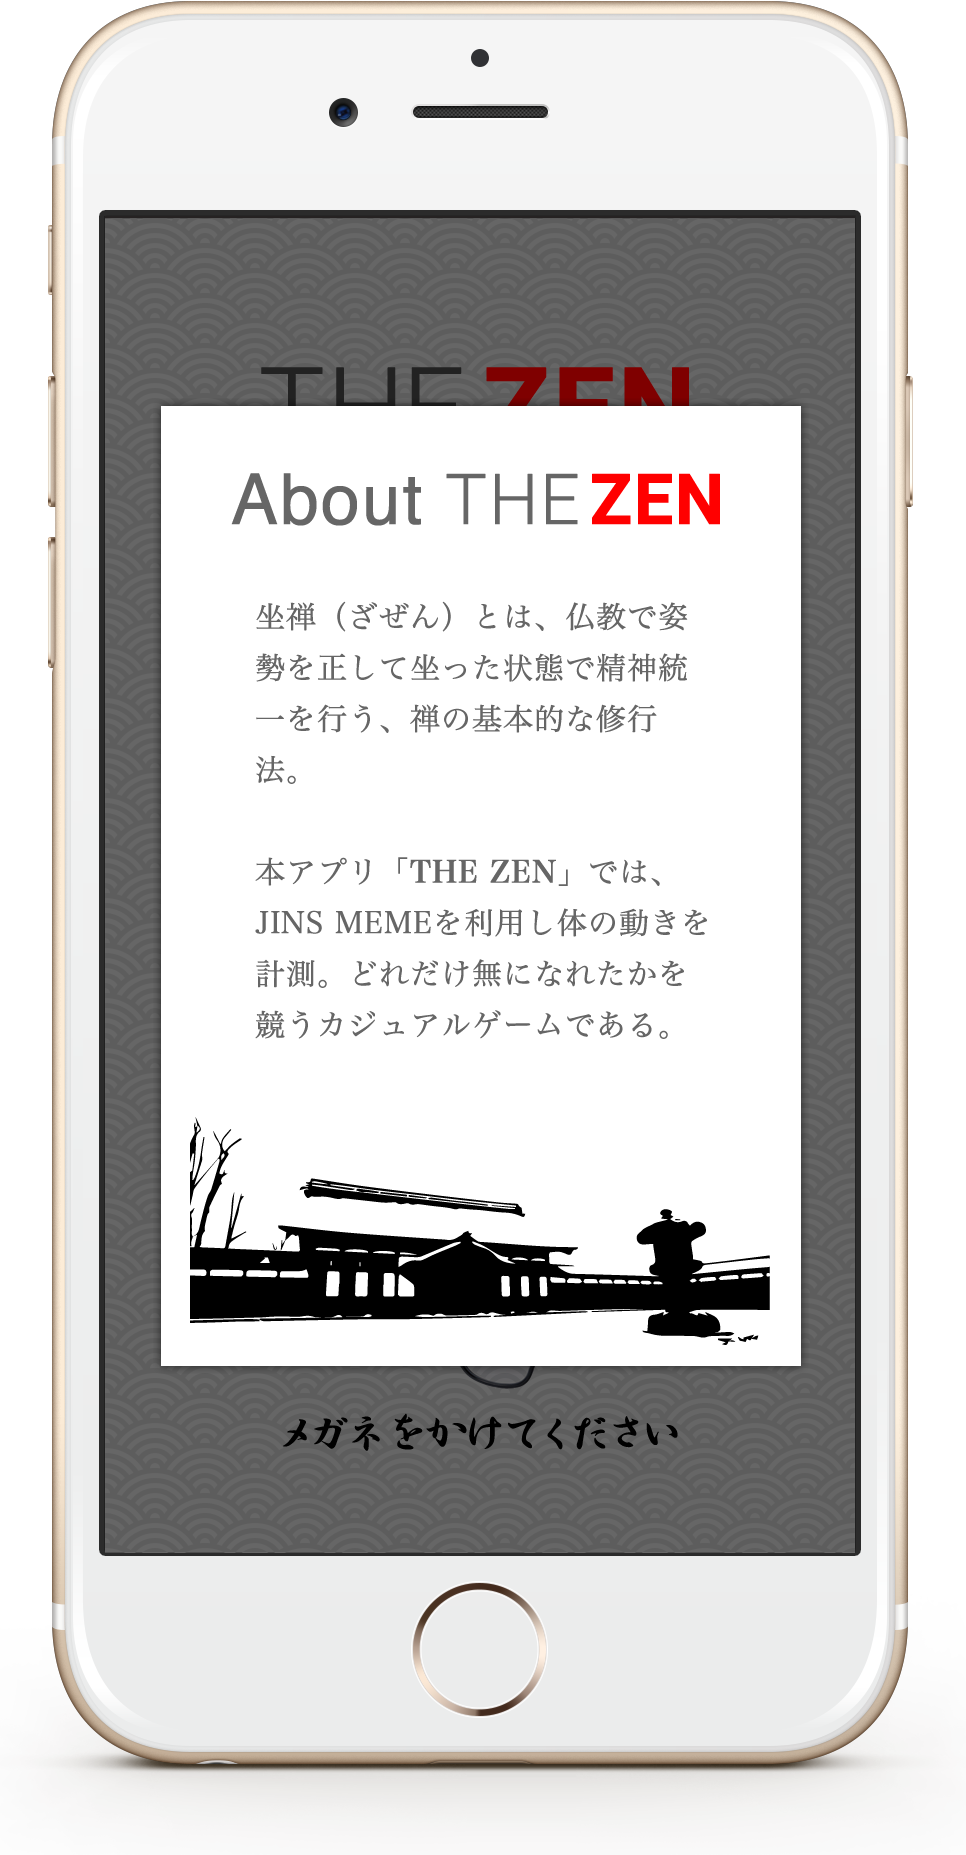 THE ZEN
About THE ZEN
坐禅（ざぜん）とは、仏教で姿
勢を正して坐った状態で精神統
一を行う、禅の基本的な修行
法。
本アプリ「THE ZEN」では、
JINS MEMEを利用し体の動きを
計測。どれだけ無になれたかを
競うカジュアルゲームである。
メガネをかけてください